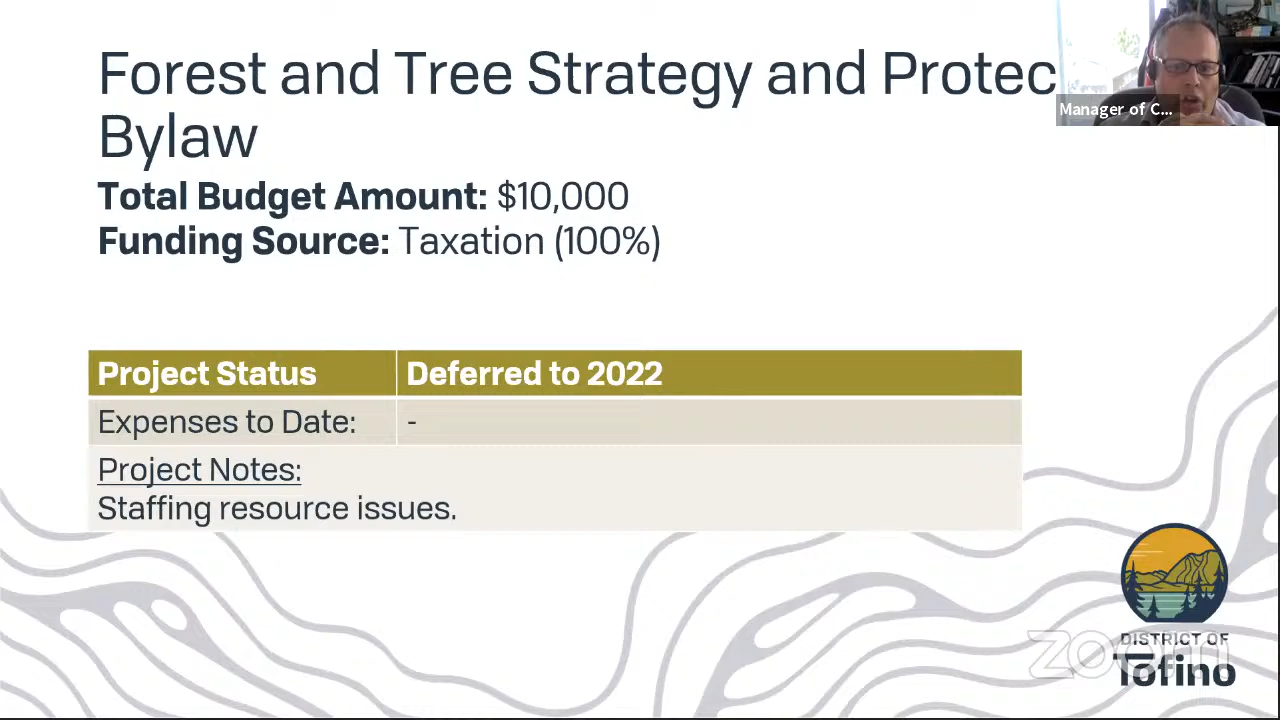 Forest and Tree Strategy and Protec
Bylaw
Total Budget Amount: $10,000
Funding Source: Taxation (100%)
Manager of C...
Project Status Deferred to 2022
Expenses to Date: -
Project Notes:
Staffing resource issues.
DISTRICT OF
Tofino
zoom